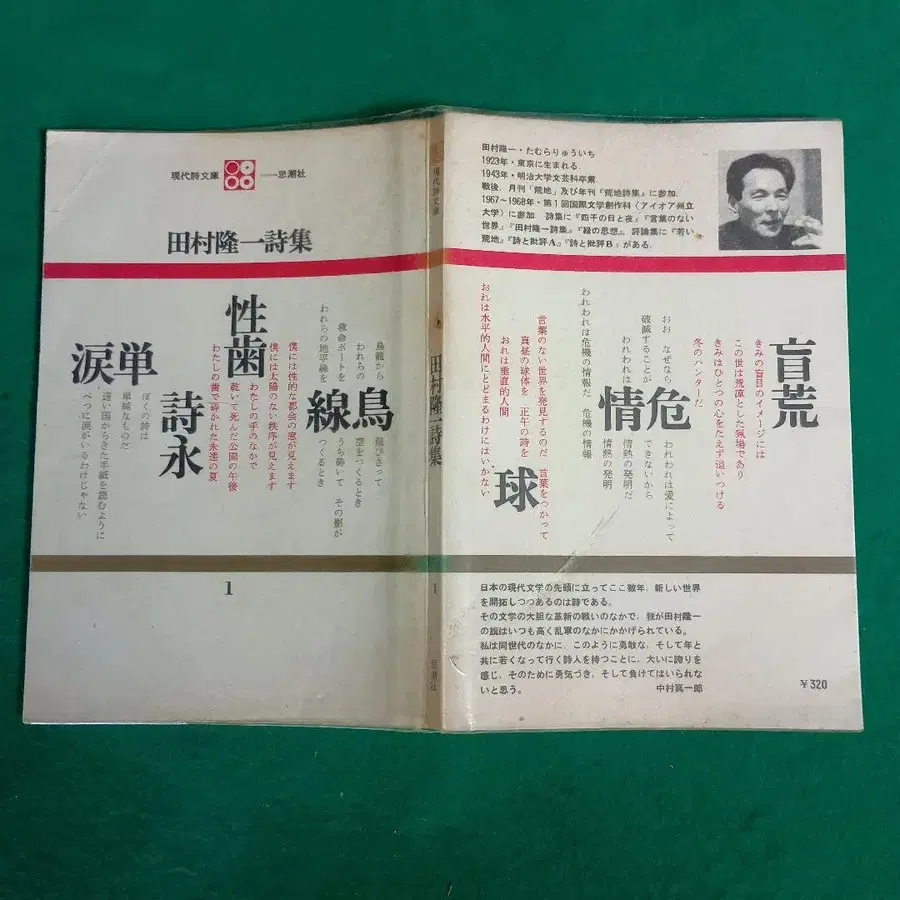 現代詩文庫
思潮社
田村隆一詩集
鳥
線
鳥籠から
われわれの
救命ボートを
われらの地平線を
飛びさって
空をつくるとき
うち砕いて その影が
つくるとき
性
歯
僕には性的な都会の窓が見えます
僕には太陽のない秩序が見えます
わたしの手のなかで
乾いて死んだ公園の午後
わたしの歯で砕かれた永遠の夏
詩
永
単
涙
ぼくの詩は
単純なものだ
遠い国からきた手紙を読むように
べつに涙がいるわけじゃない
1
現代詩文庫
田村隆一詩集
1
思潮社
田村隆一・たむらりゅういち
1923年・東京に生まれる
1943年・明治大学文芸科卒業
戦後、月刊「荒地」及び年刊『荒地詩集』に参加、
1967〜1968年・第1回国際文学創作科（アイオア州立
大学）に参加 詩集に『四千の日と夜』『言葉のない
世界』『田村隆一詩集』『緑の思想』、評論集に『若い
荒地』『詩と批評A』『詩と批評B』がある.
盲
荒
きみの盲目のイメージには
この世は荒涼とした猟場であり
きみはひとつの心をたえず追いつける
冬のハンターだ
危
情
おお なぜなら
破滅することが
われわれは
われわれは愛によって
できないから
情熱の発明だ
情熱の発明
われわれは危機の情報だ 危機の情報
球
言葉のない世界を発見するのだ 言葉をつかって
真昼の球体を 正午の詩を
おれは垂直的人間
おれは水平的人間にとどまるわけにはいかない
日本の現代文学の先頭に立ってここ数年, 新しい世界
を開拓しつつあるのは詩である.
その文学の大胆な革新の戦いのなかで, 我が田村隆一
の旗はいつも高く乱軍のなかにかかげられている。
私は同世代のなかに, このように勇敢な, そして年と
共に若くなって行く詩人を持つことに, 大いに誇りを
感じ, そのために勇気づき, そして負けてはいられな
いと思う.
中村真一郎
¥320